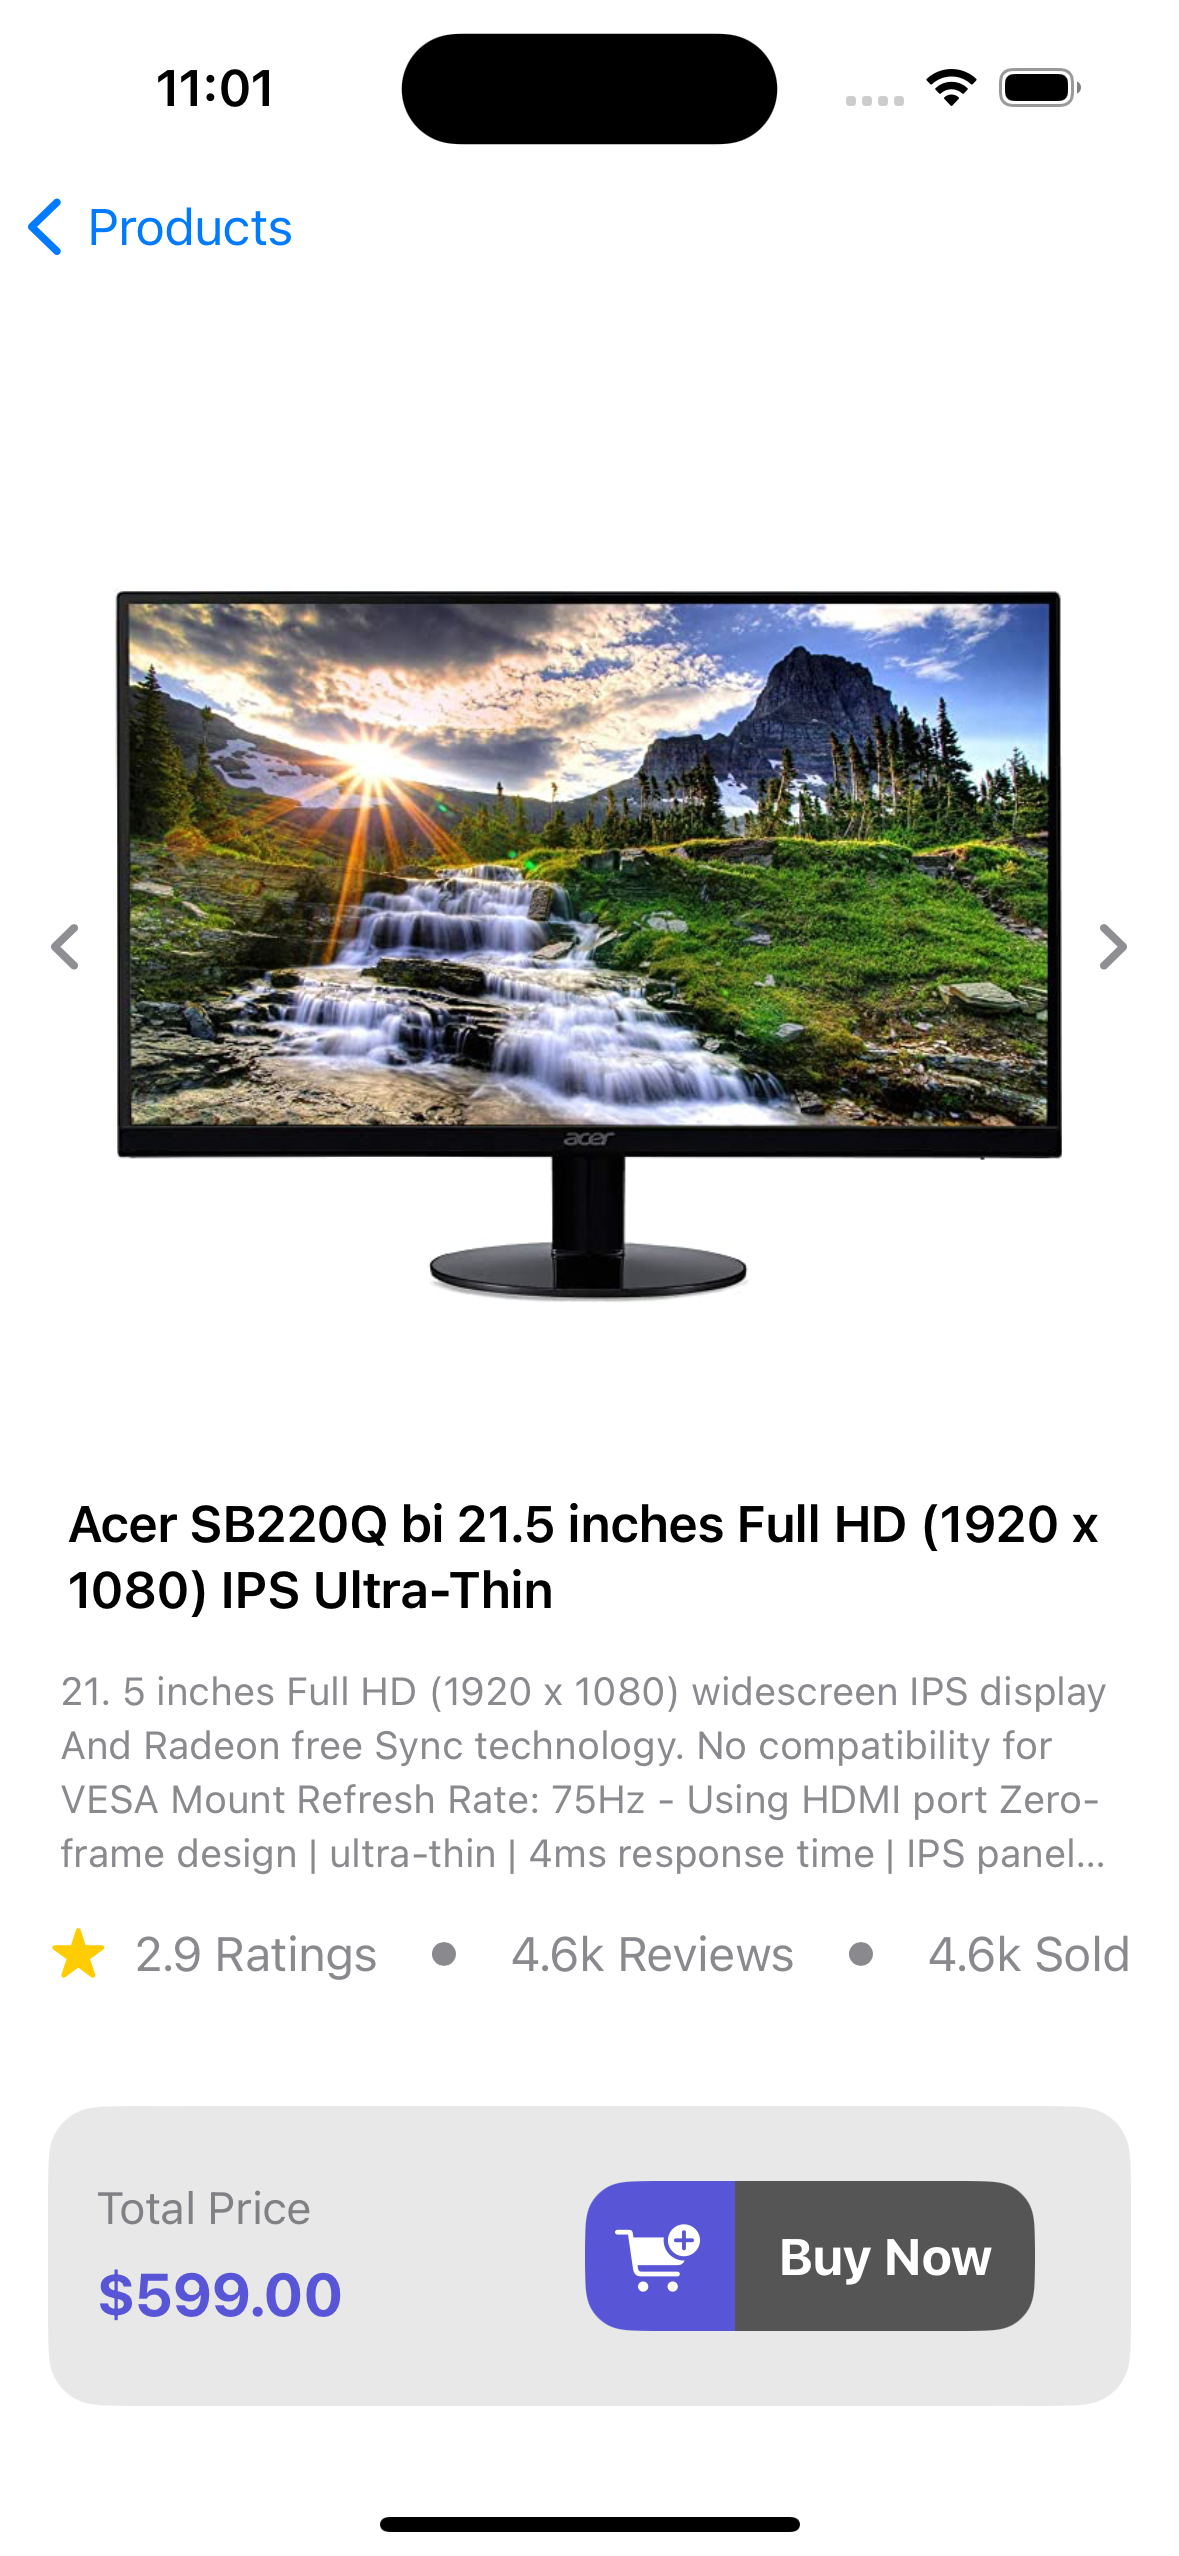 11:01
Products
acer
Acer SB220Q bi 21.5 inches Full HD (1920 x
1080) IPS Ultra-Thin
21. 5 inches Full HD (1920 x 1080) widescreen IPS display
And Radeon free Sync technology. No compatibility for
VESA Mount Refresh Rate: 75Hz - Using HDMI port Zero-
frame design | ultra-thin | 4ms response time | IPS panel...
2.9 Ratings ● 4.6k Reviews ● 4.6k Sold
Total Price
$599.00
Buy Now